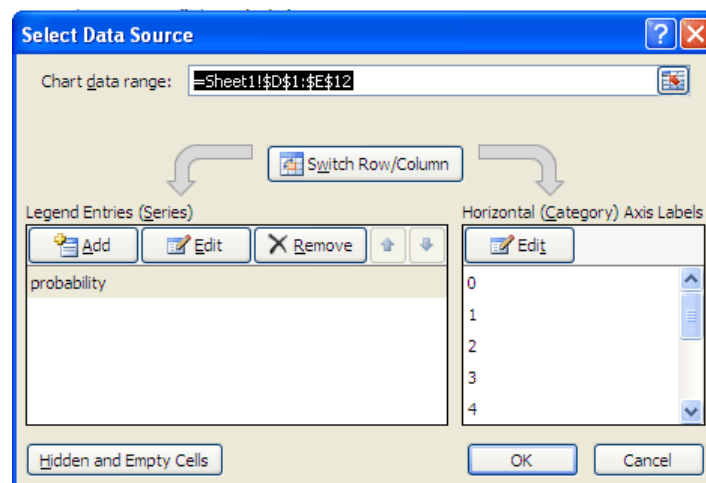 Select Data Source
Chart data range: =Sheet1!$D$1:$E$12
Switch Row/Column
Legend Entries (Series)
Add Edit Remove
probability
Horizontal (Category) Axis Labels
Edit
0
1
2
3
4
Hidden and Empty Cells
OK Cancel